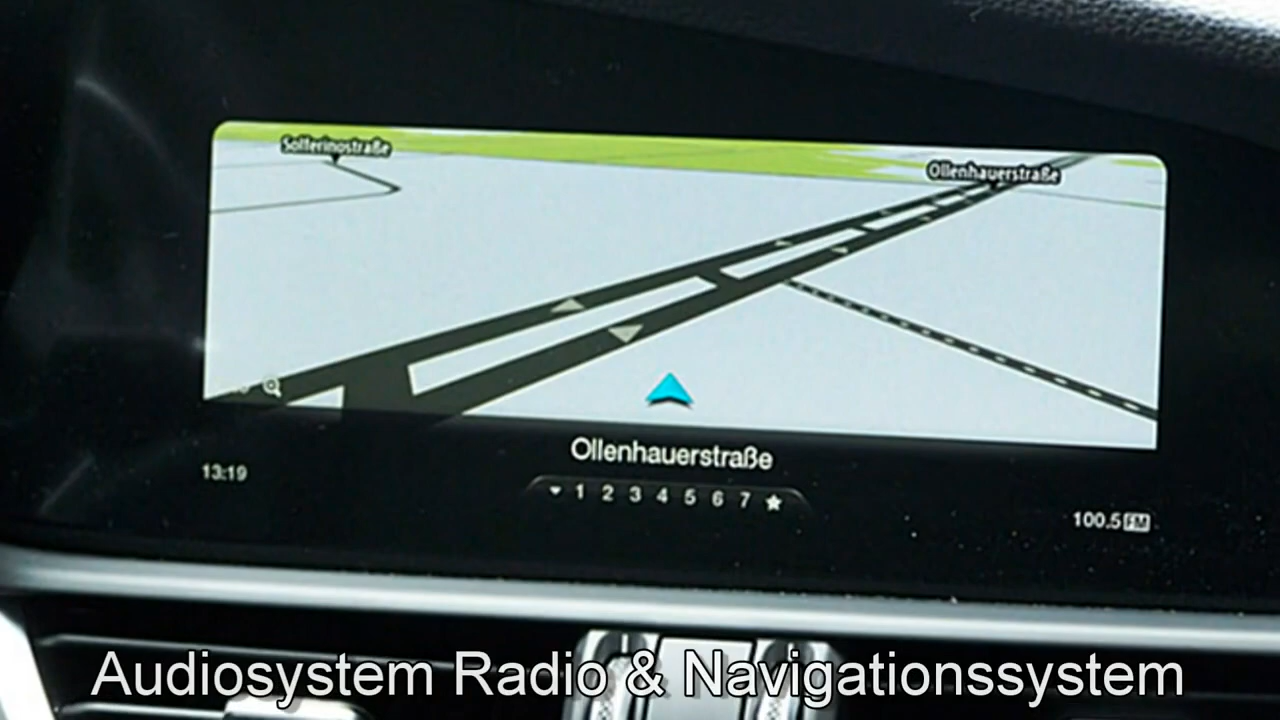 Solferinostraße
Ollenhauerstraße
Ollenhauerstraße
13:19
1 2 3 4 5 6 7
100.5 FM
Audiosystem Radio & Navigationssystem